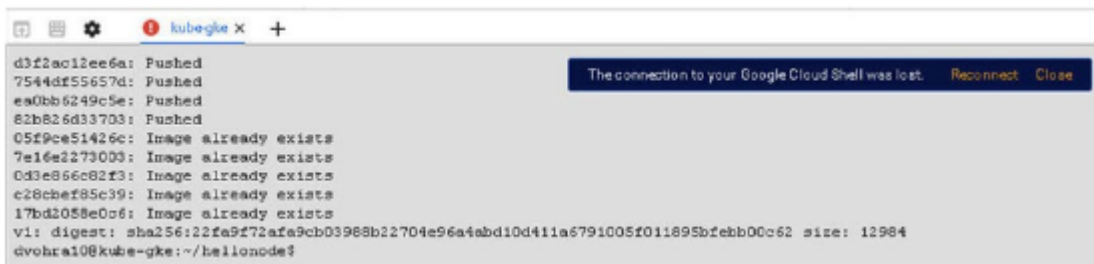 kube-gke × +
The connection to your Google Cloud Shell was lost. Reconnect Close
d3f2ac12ee6a: Pushed
7544df55657d: Pushed
ea0bb6249c5e: Pushed
82b826d33703: Pushed
05f9ce51426c: Image already exists
7e16e2273003: Image already exists
0d3e866c82f3: Image already exists
c28cbef85c39: Image already exists
17bd2058e0c6: Image already exists
v1: digest: sha256:22fa9f72afa9cb03988b22704e96a4abd10d411a6791005f011895bfebb00c62 size: 12984
dvohra10@kube-gke:~/hellonode$